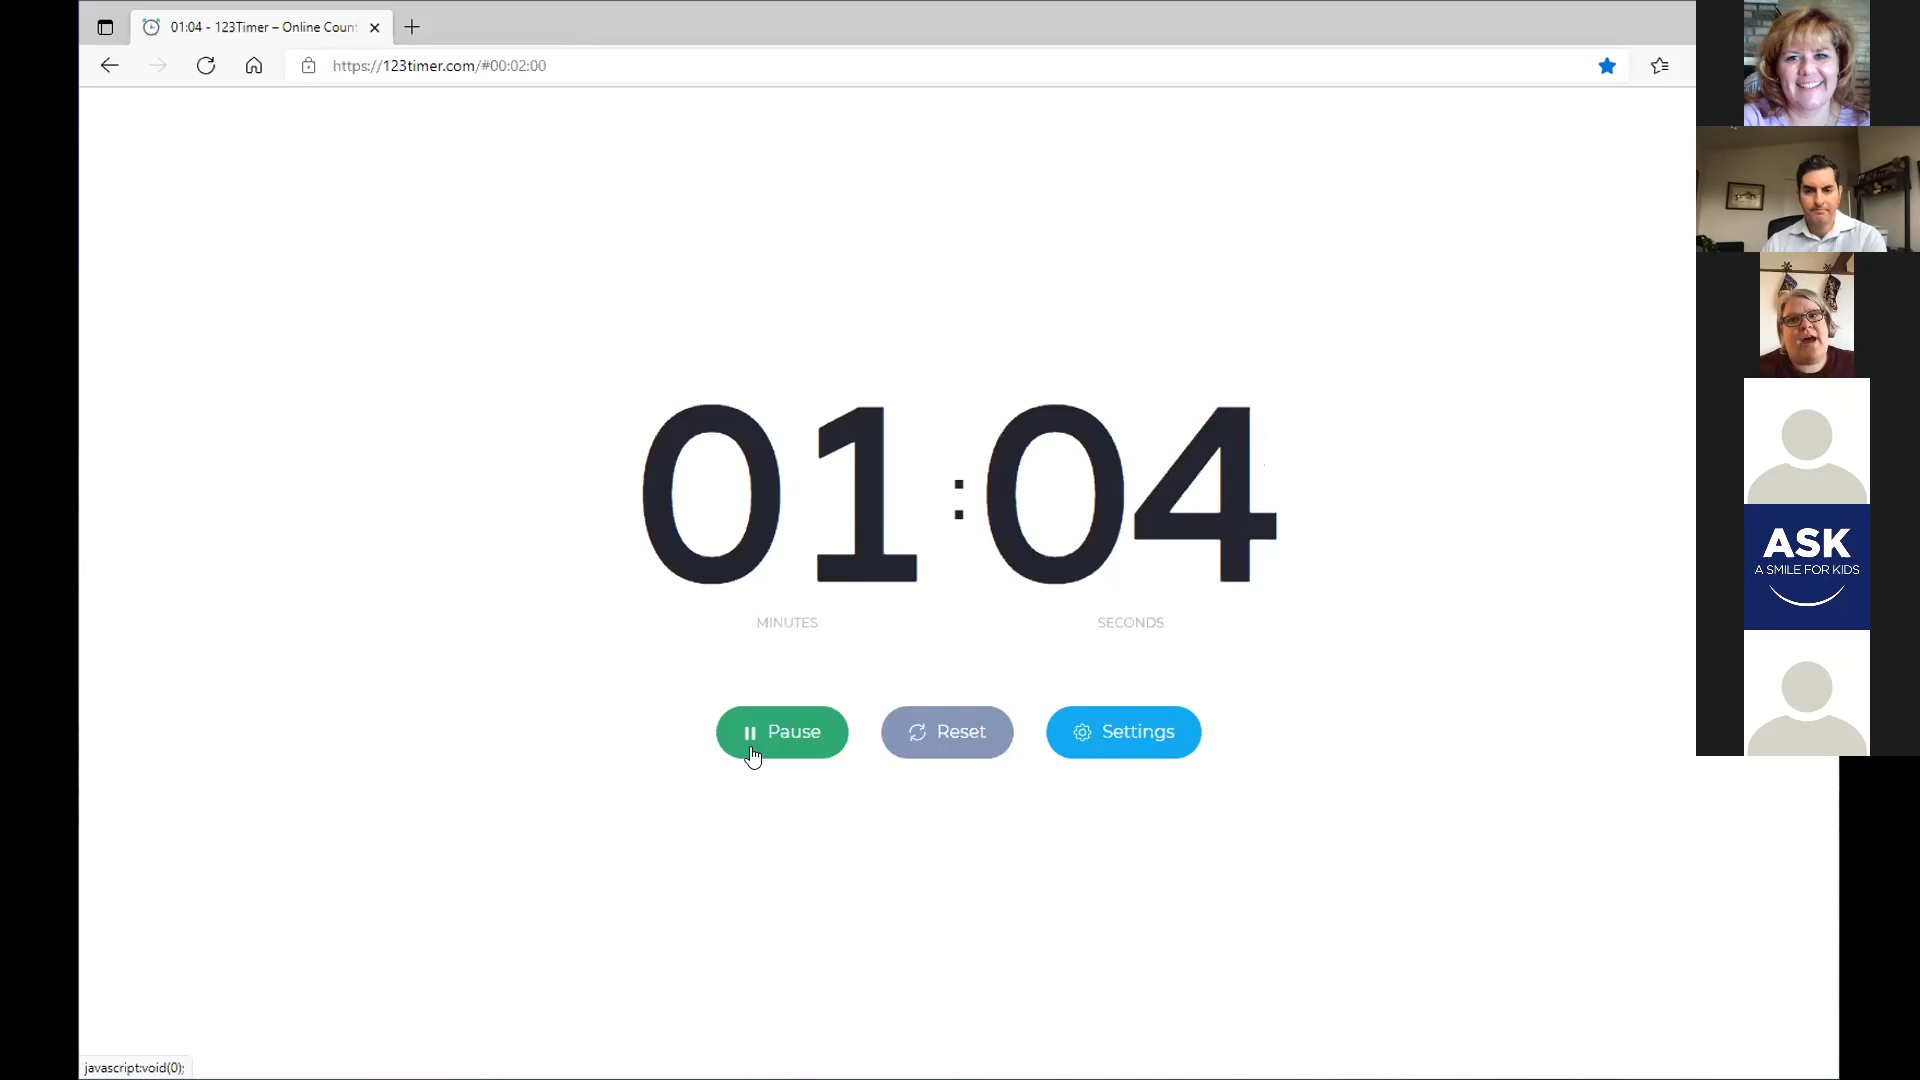 01:04 - 123Timer – Online Count
https://123timer.com/#00:02:00
01:04
MINUTES
SECONDS
Pause
Reset
Settings
ASK
A SMILE FOR KIDS
javascript:void(0);